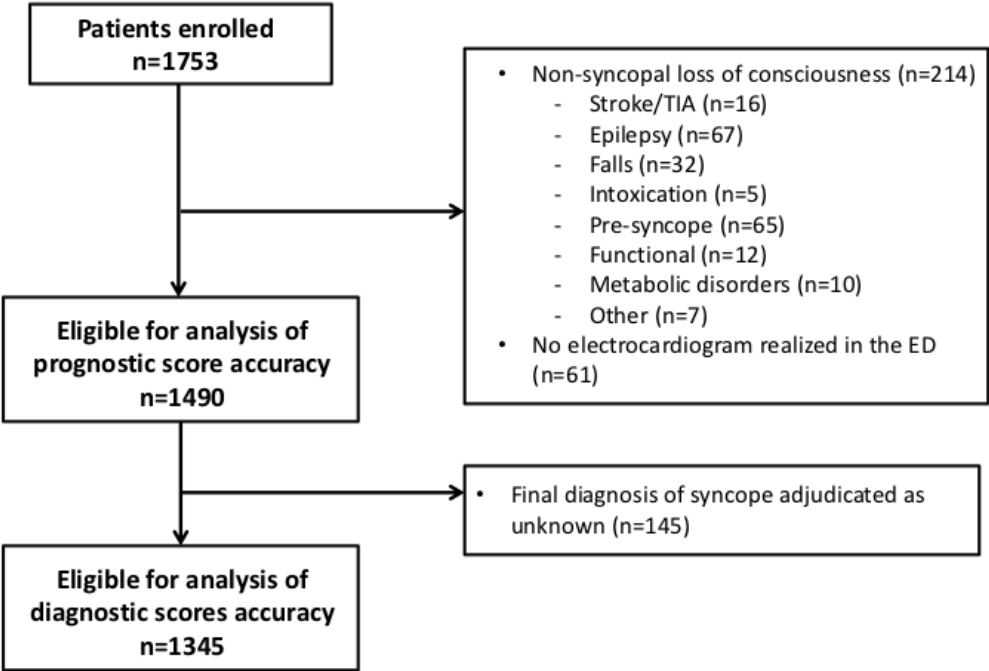 Patients enrolled
n=1753
• Non-syncopal loss of consciousness (n=214)
- Stroke/TIA (n=16)
- Epilepsy (n=67)
- Falls (n=32)
- Intoxication (n=5)
- Pre-syncope (n=65)
- Functional (n=12)
- Metabolic disorders (n=10)
- Other (n=7)
• No electrocardiogram realized in the ED
(n=61)
Eligible for analysis of
prognostic score accuracy
n=1490
• Final diagnosis of syncope adjudicated as
unknown (n=145)
Eligible for analysis of
diagnostic scores accuracy
n=1345